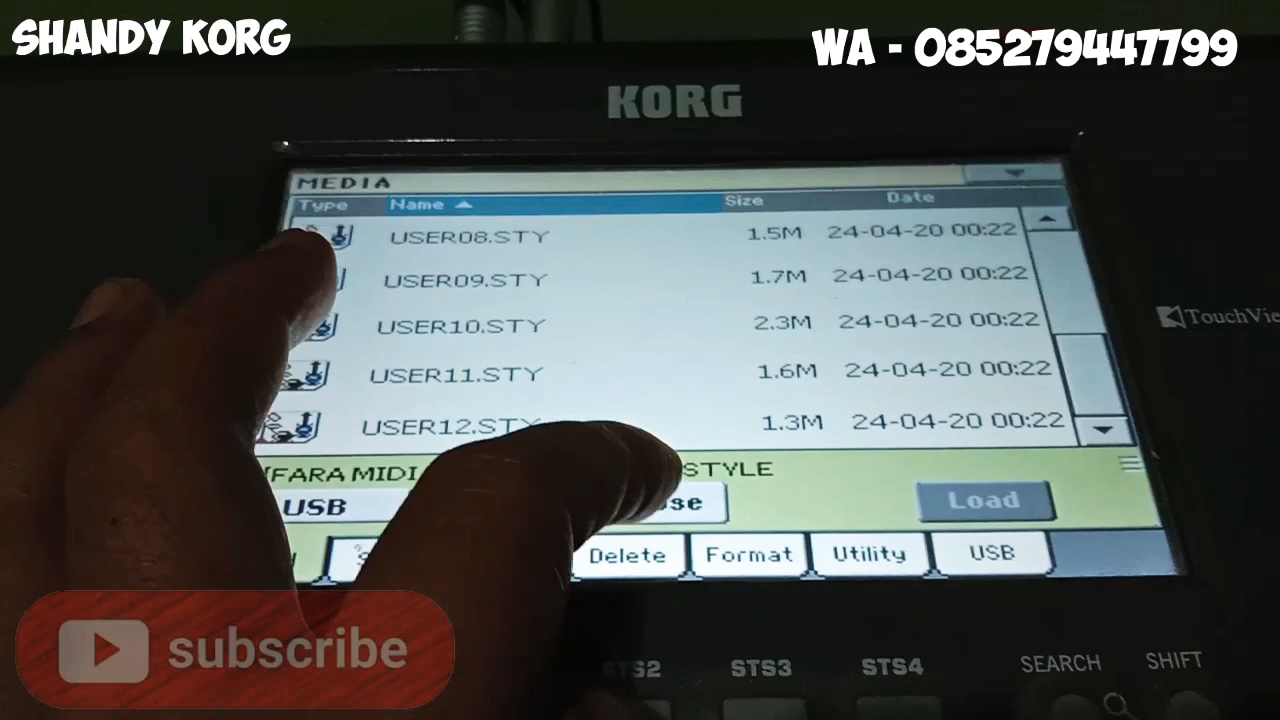 SHANDY KORG
WA - 085279447799
KORG
MEDIA
Type Name Size Date
USER08.STY 1.5M 24-04-20 00:22
USER09.STY 1.7M 24-04-20 00:22
USER10.STY 2.3M 24-04-20 00:22
USER11.STY 1.6M 24-04-20 00:22
USER12.STY 1.3M 24-04-20 00:22
FARA MIDI STYLE
USB Load
Delete Format Utility USB
subscribe
STS2 STS3 STS4 SEARCH SHIFT